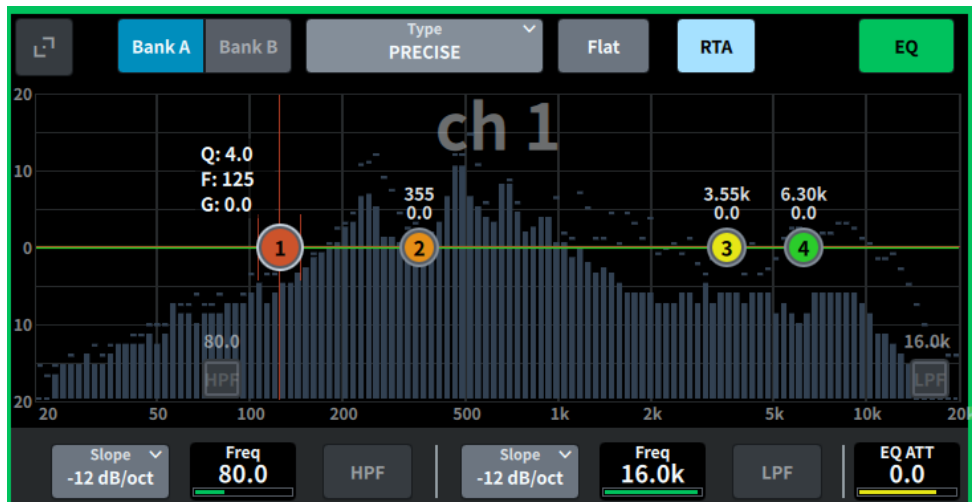 Bank A Bank B Type PRECISE Flat RTA EQ
ch 1
20
10
0
10
20
Q: 4.0
F: 125
G: 0.0
1
355
0.0
2
3.55k
0.0
3
6.30k
0.0
4
80.0
HPF
16.0k
LPF
20 50 100 200 500 1k 2k 5k 10k 20k
Slope
-12 dB/oct
Freq
80.0
HPF
Slope
-12 dB/oct
Freq
16.0k
LPF
EQ ATT
0.0